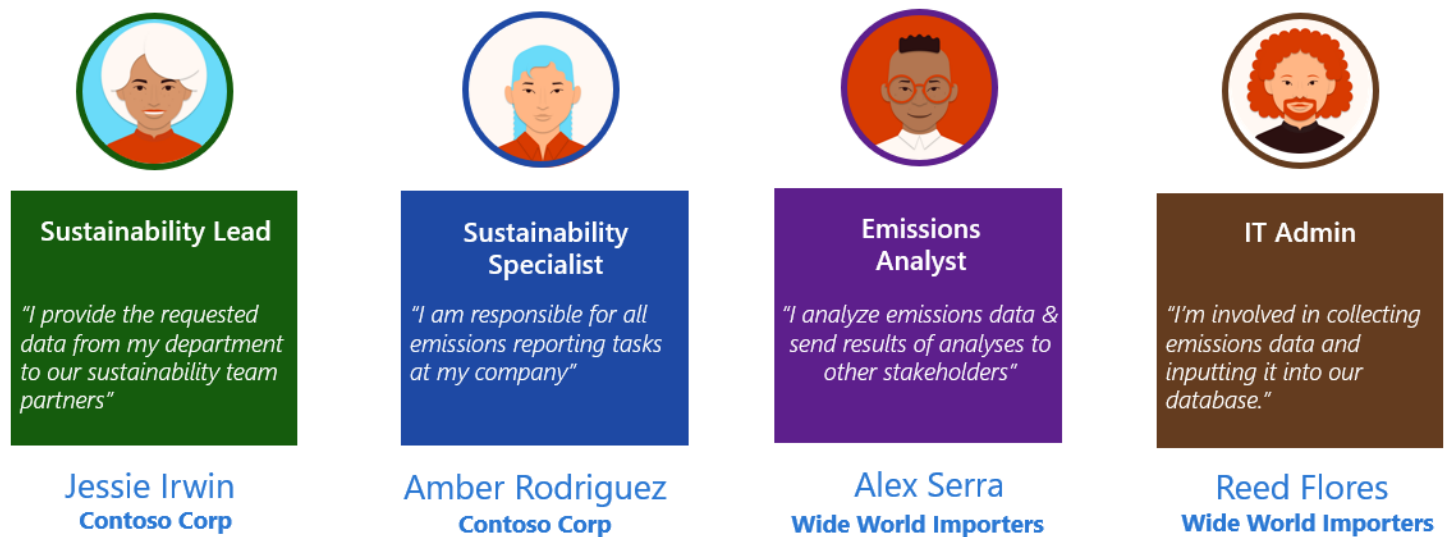 Sustainability Lead
“I provide the requested
data from my department
to our sustainability team
partners”
Jessie Irwin
Contoso Corp
Sustainability
Specialist
“I am responsible for all
emissions reporting tasks
at my company”
Amber Rodriguez
Contoso Corp
Emissions
Analyst
“I analyze emissions data &
send results of analyses to
other stakeholders”
Alex Serra
Wide World Importers
IT Admin
“I’m involved in collecting
emissions data and
inputting it into our
database.”
Reed Flores
Wide World Importers